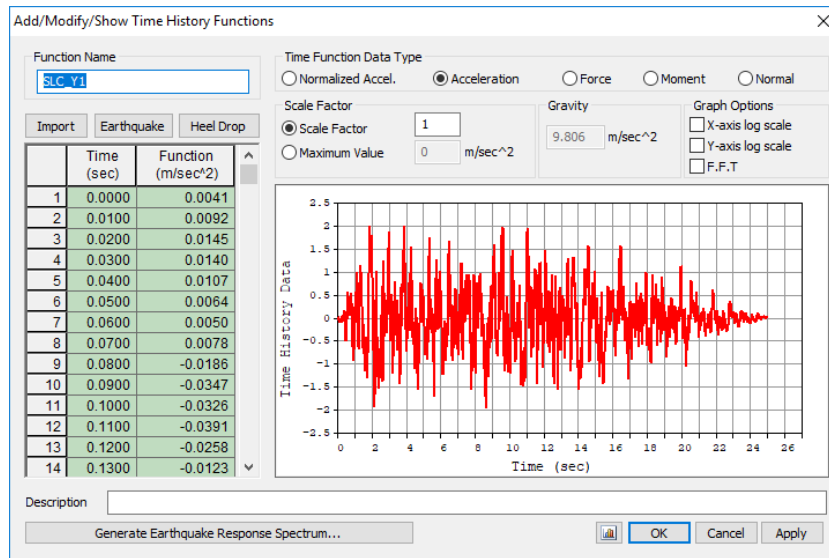 Add/Modify/Show Time History Functions
Function Name
SLC_Y1
Time Function Data Type
Normalized Accel. Acceleration Force Moment Normal
Import Earthquake Heel Drop
Scale Factor
Scale Factor 1
Maximum Value 0 m/sec^2
Gravity
9.806 m/sec^2
Graph Options
X-axis log scale
Y-axis log scale
F.F.T
Time (sec) Function (m/sec^2)
1 0.0000 0.0041
2 0.0100 0.0092
3 0.0200 0.0145
4 0.0300 0.0140
5 0.0400 0.0107
6 0.0500 0.0064
7 0.0600 0.0050
8 0.0700 0.0078
9 0.0800 -0.0186
10 0.0900 -0.0347
11 0.1000 -0.0326
12 0.1100 -0.0391
13 0.1200 -0.0258
14 0.1300 -0.0123
Time History Data
2.5
2
1.5
1
0.5
0
-0.5
-1
-1.5
-2
-2.5
0 2 4 6 8 10 12 14 16 18 20 22 24 26
Time (sec)
Description
Generate Earthquake Response Spectrum... OK Cancel Apply